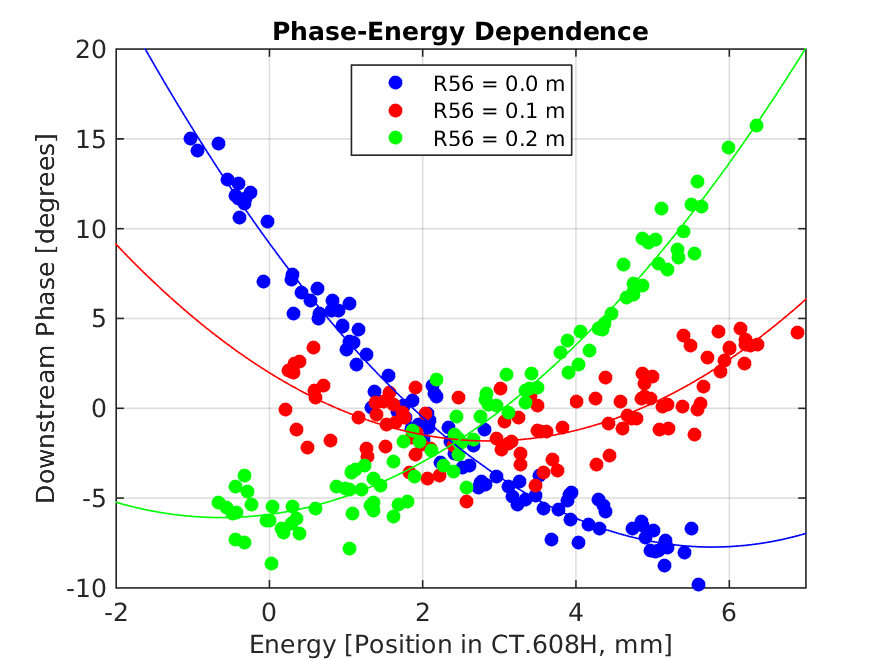 Phase-Energy Dependence
20
15
10
5
0
-5
-10
Downstream Phase [degrees]
R56 = 0.0 m
R56 = 0.1 m
R56 = 0.2 m
-2 0 2 4 6
Energy [Position in CT.608H, mm]